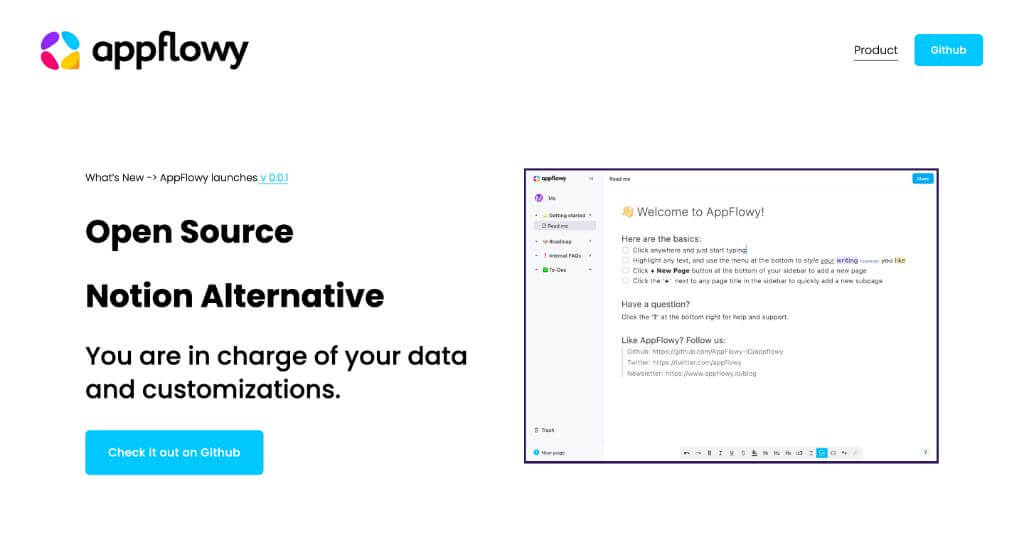 appflowy
Product
Github
What's New -> AppFlowy launches v 0.0.1
Open Source
Notion Alternative
You are in charge of your data
and customizations.
Check it out on Github
appflowy
Read me
Share
Me
Getting started
Read me
Roadmap
Internal FAQs
To-Dos
Trash
New page
👋 Welcome to AppFlowy!
Here are the basics:
Click anywhere and just start typing
Highlight any text, and use the menu at the bottom to style your writing however you like
Click + New Page button at the bottom of your sidebar to add a new page
Click the '+' next to any page title in the sidebar to quickly add a new subpage
Have a question?
Click the '?' at the bottom right for help and support.
Like AppFlowy? Follow us:
Github: https://github.com/AppFlowy-IO/appflowy
Twitter: https://twitter.com/appflowy
Newsletter: https://www.appflowy.io/blog
B I U S H₁ H₂ H₃
?